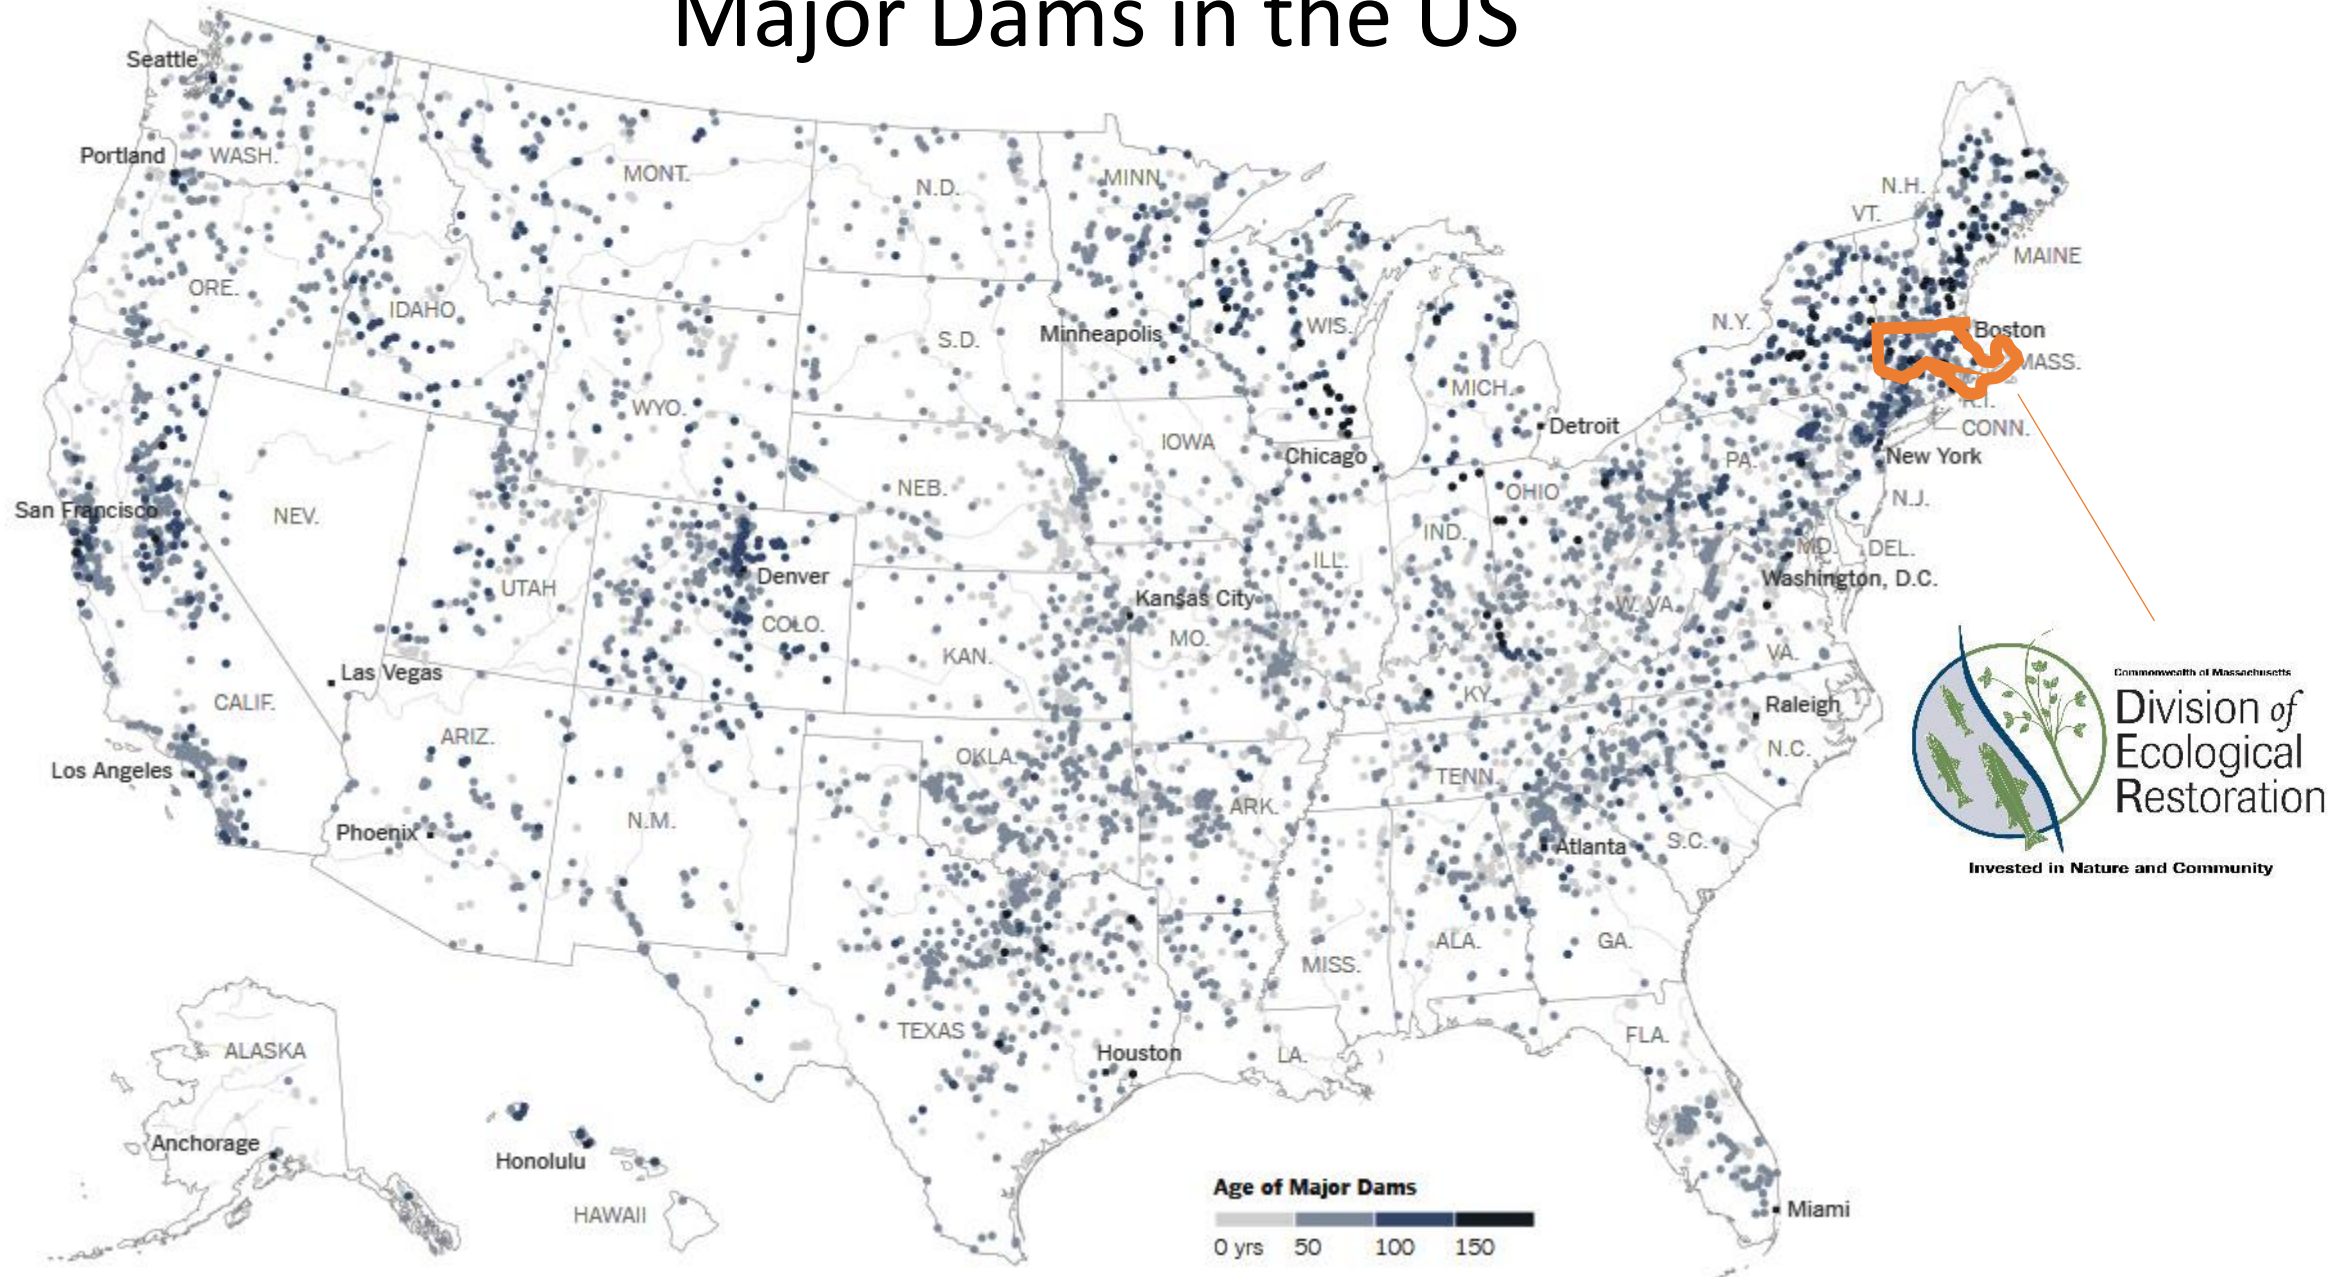 Major Dams in the US
Seattle
Portland
WASH.
MONT.
N.D.
MINN.
N.H.
VT.
MAINE
ORE.
IDAHO
S.D.
Minneapolis
WIS.
N.Y.
Boston
MASS.
WYO.
MICH.
Detroit
R.I.
CONN.
IOWA
Chicago
PA.
New York
San Francisco
NEV.
NEB.
OHIO
N.J.
IND.
ILL.
MD.
DEL.
UTAH
Denver
Washington, D.C.
COLO.
Kansas City
W. VA.
KAN.
MO.
VA.
Las Vegas
CALIF.
KY.
Raleigh
ARIZ.
OKLA.
N.C.
Los Angeles
TENN.
Phoenix
N.M.
ARK.
Atlanta
S.C.
ALA.
GA.
MISS.
TEXAS
FLA.
ALASKA
Houston
LA.
Anchorage
Honolulu
HAWAII
Miami
Age of Major Dams
0 yrs 50 100 150
Commonwealth of Massachusetts
Division of
Ecological
Restoration
Invested in Nature and Community